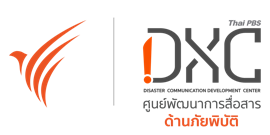 Thai PBS
!DXC
DISASTER COMMUNICATION DEVELOPMENT CENTER
ศูนย์พัฒนาการสื่อสาร
ด้านภัยพิบัติ